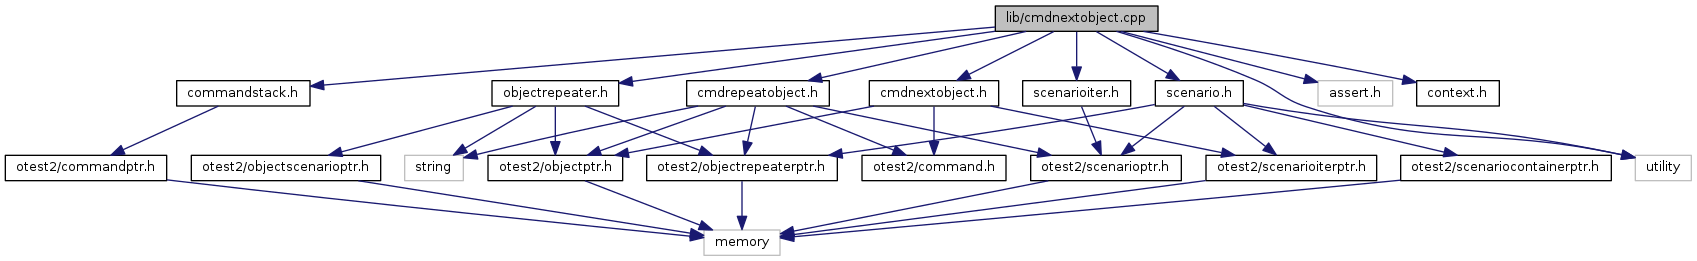 lib/cmdnextobject.cpp
commandstack.h
objectrepeater.h
cmdrepeatobject.h
cmdnextobject.h
scenarioiter.h
scenario.h
assert.h
context.h
otest2/commandptr.h
otest2/objectscenarioptr.h
string
otest2/objectptr.h
otest2/objectrepeaterptr.h
otest2/command.h
otest2/scenarioptr.h
otest2/scenarioiterptr.h
otest2/scenariocontainerptr.h
utility
memory